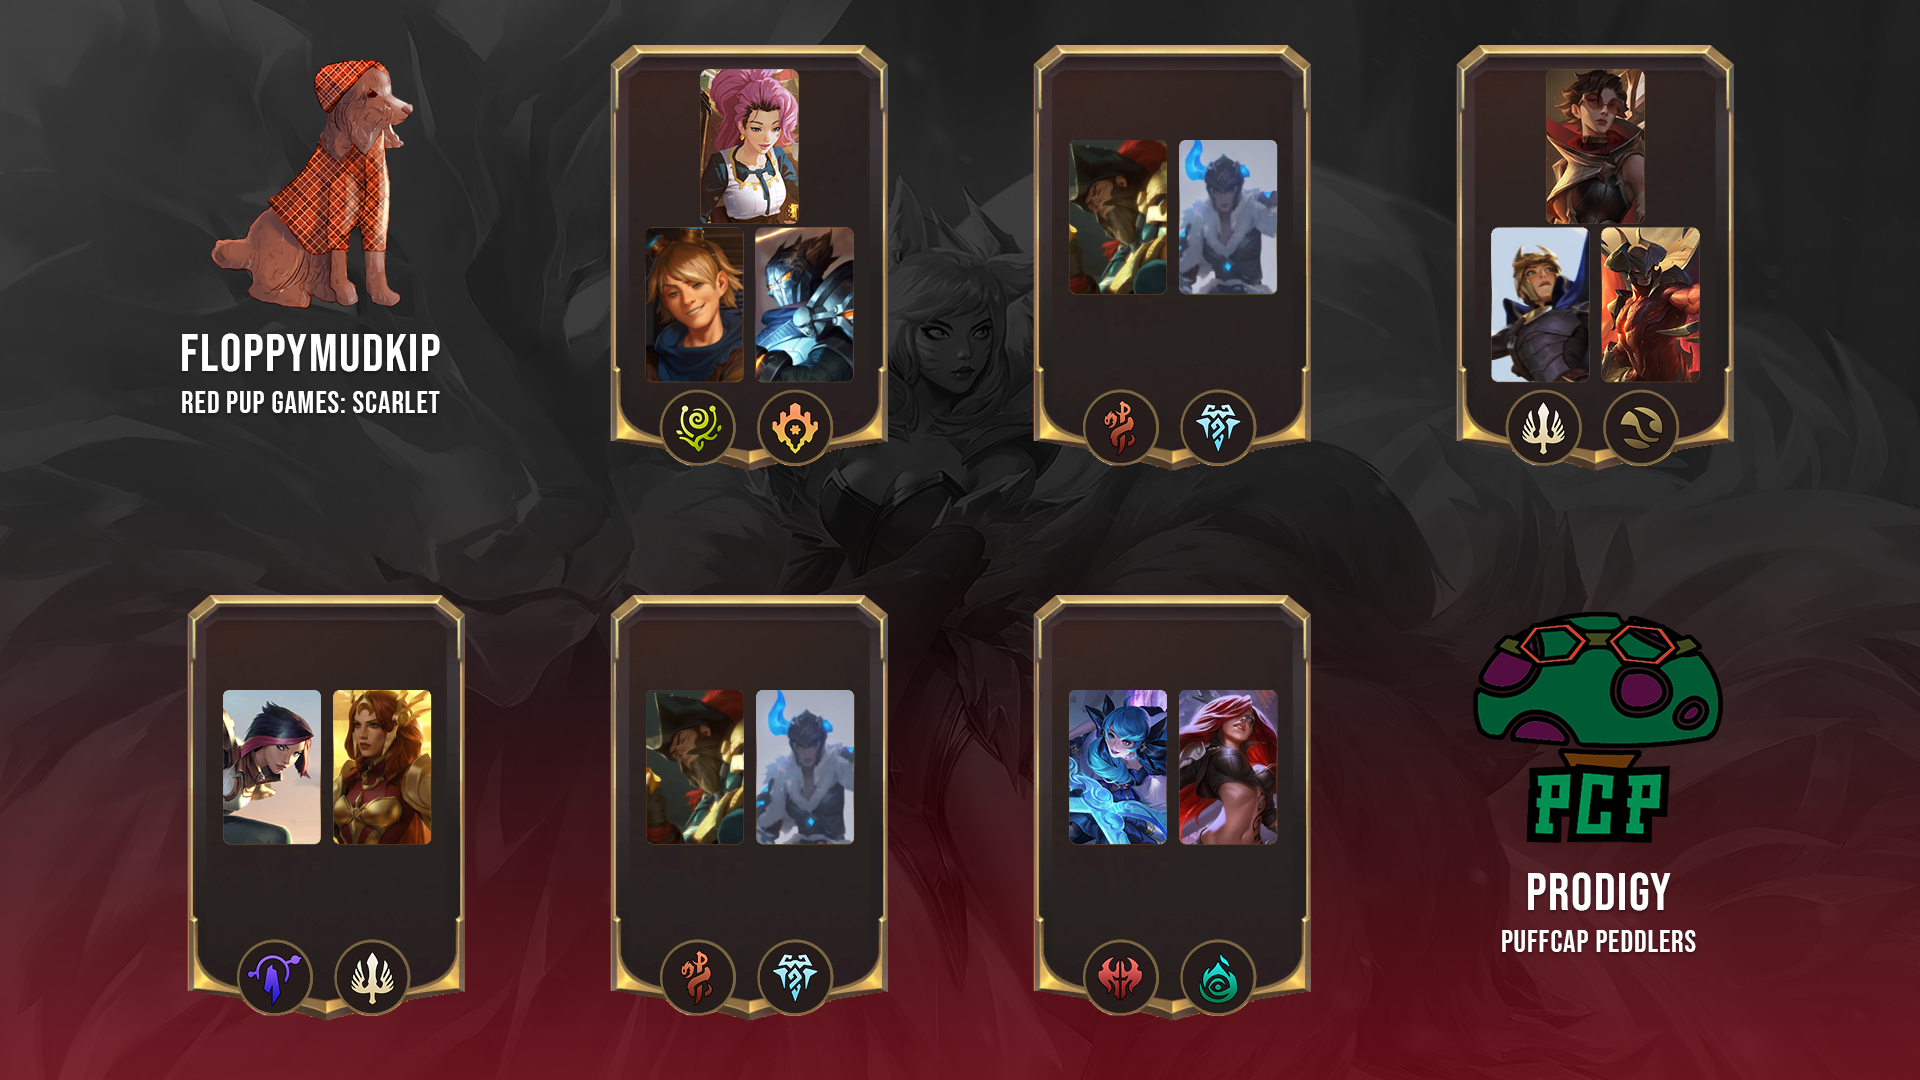 FLOPPYMUDKIP
RED PUP GAMES: SCARLET
PCP
PRODIGY
PUFFCAP PEDDLERS